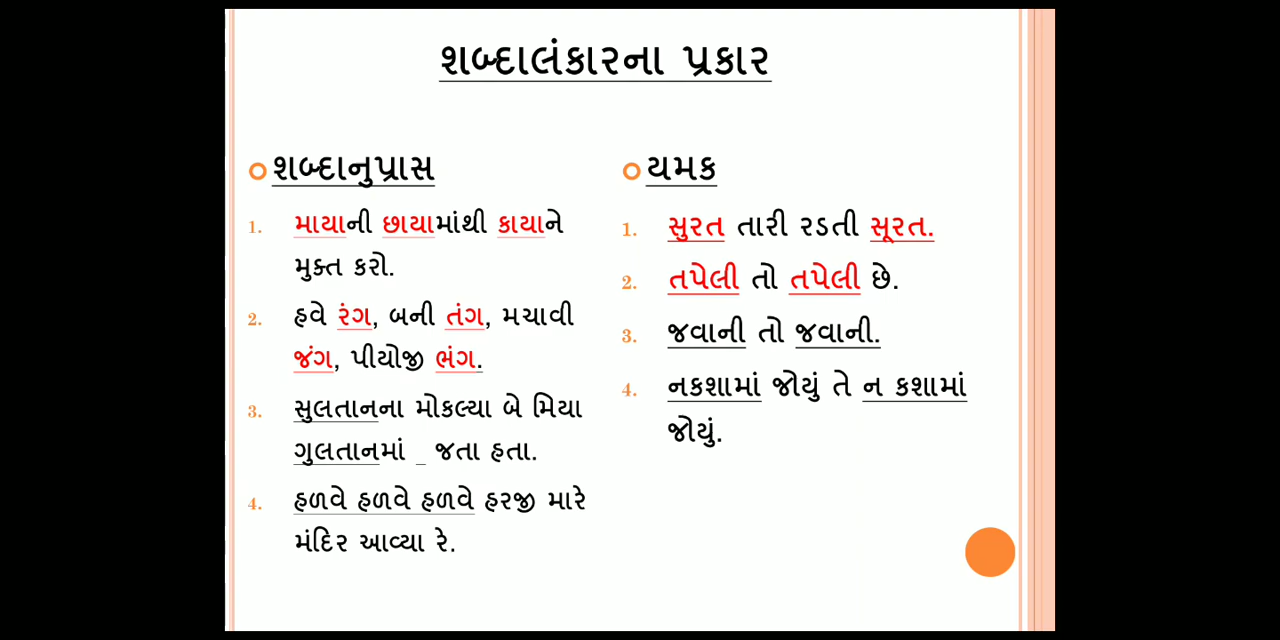 શબ્દાલંકારના પ્રકાર
શબ્દાનુપ્રાસ
1. માયાની છાયામાંથી કાયાને
મુક્ત કરો.
2. હવે રંગ, બની તંગ, મચાવી
જંગ, પીયોજી ભંગ.
3. સુલતાનના મોકલ્યા બે મિયા
ગુલતાનમાં _ જતા હતા.
4. હળવે હળવે હળવે હરજી મારે
મંદિર આવ્યા રે.
યમક
1. સુરત તારી રડતી સૂરત.
2. તપેલી તો તપેલી છે.
3. જવાની તો જવાની.
4. નકશામાં જોયું તે ન કશામાં
જોયું.